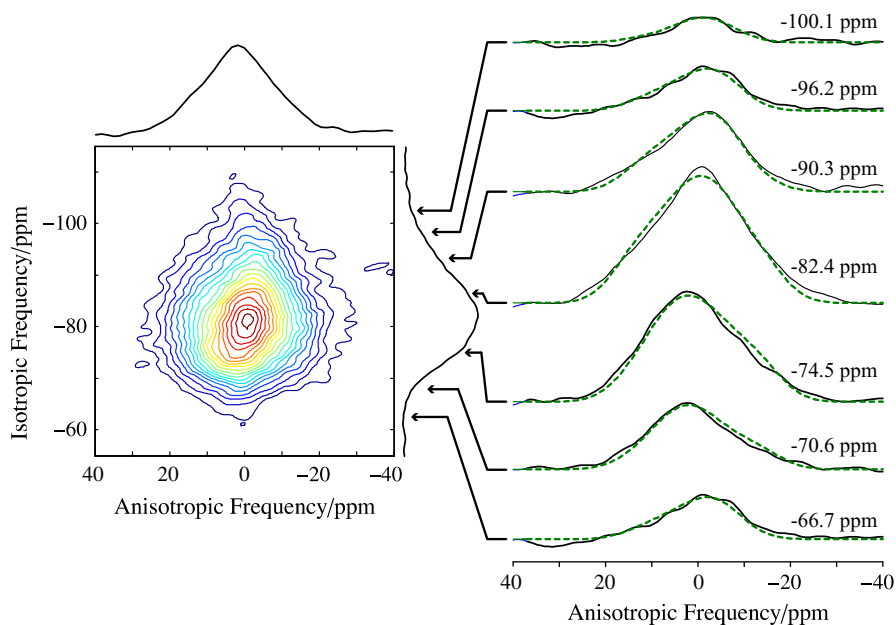 -100.1 ppm
-96.2 ppm
-90.3 ppm
-82.4 ppm
-74.5 ppm
-70.6 ppm
-66.7 ppm
Isotropic Frequency/ppm
−100
−80
−60
40 20 0 −20 −40
Anisotropic Frequency/ppm
40 20 0 −20 −40
Anisotropic Frequency/ppm